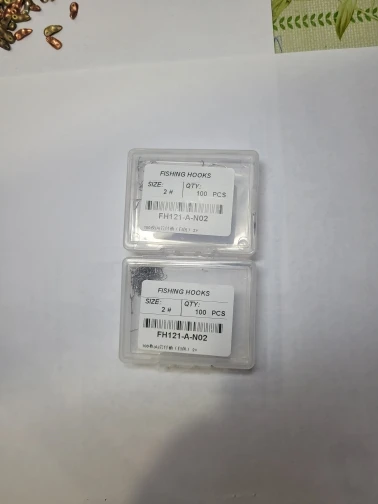 FISHING HOOKS
SIZE: QTY:
2 # 100 PCS
FH121-A-N02
FISHING HOOKS
SIZE: QTY:
2 # 100 PCS
FH121-A-N02